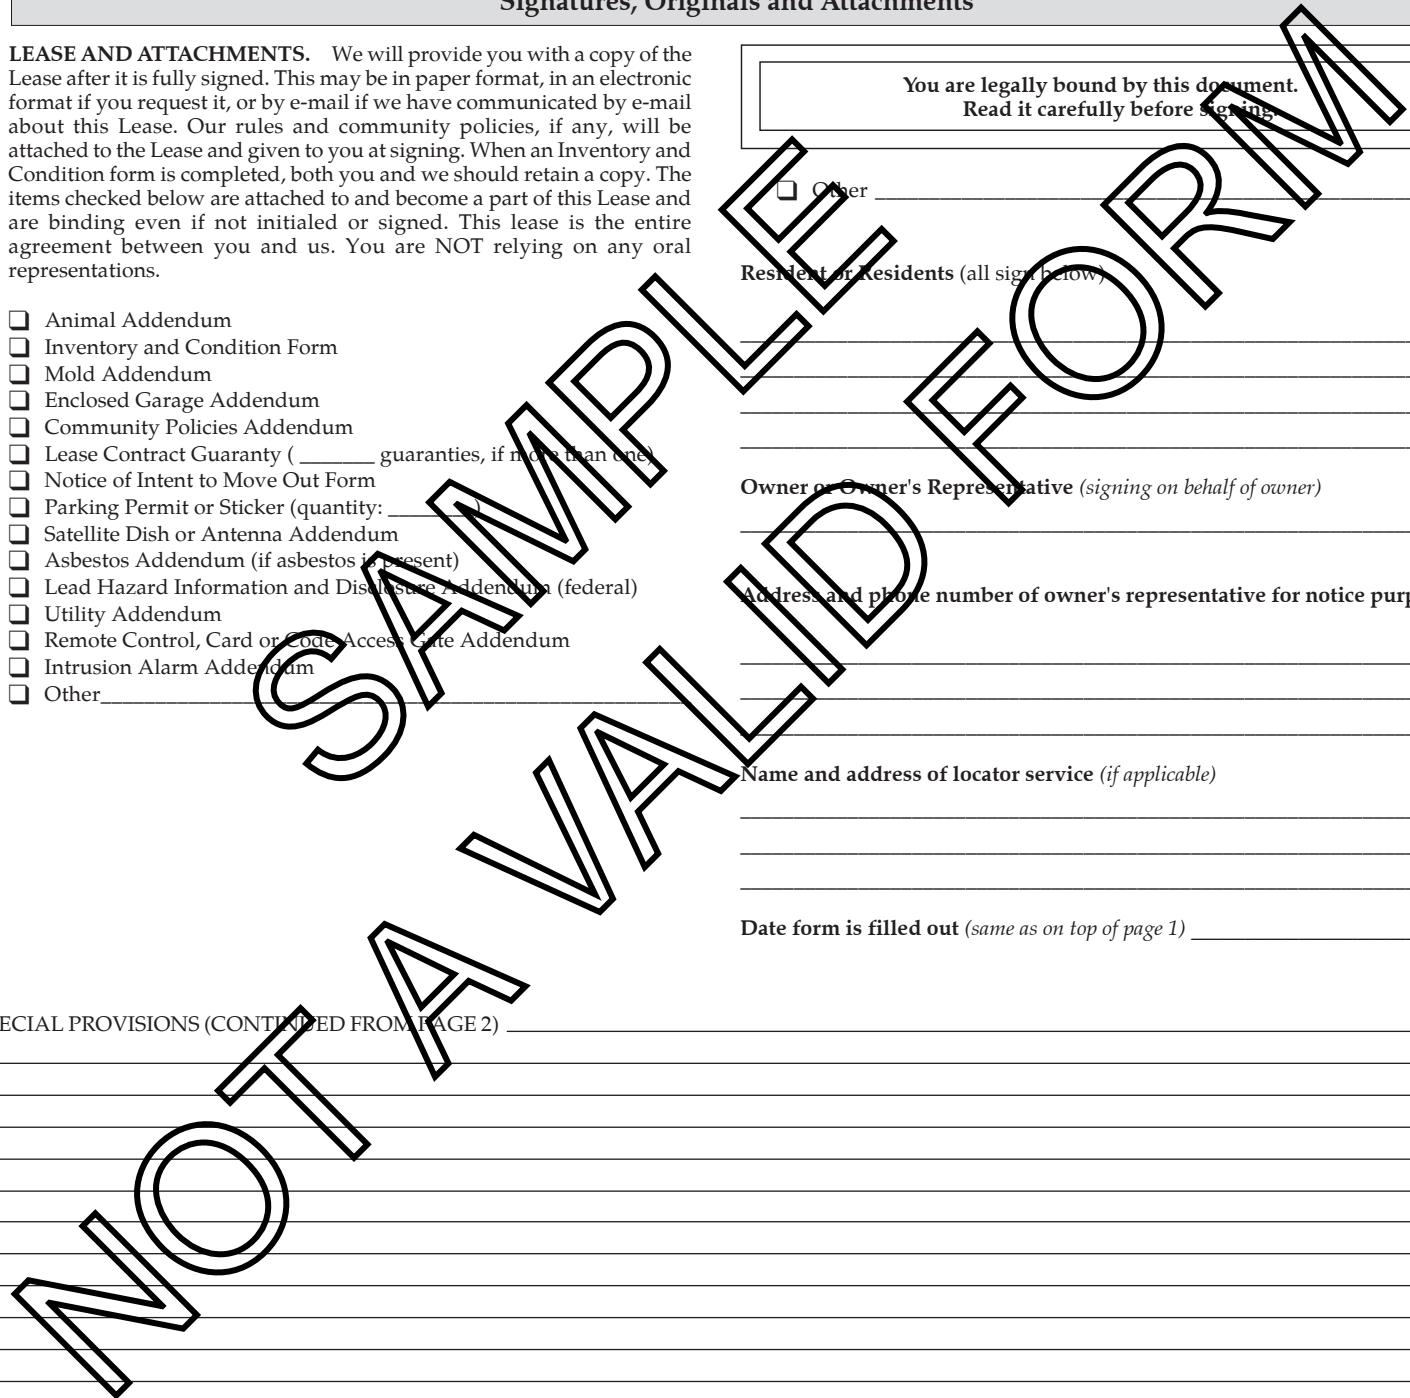 Signatures, Originals and Attachments
LEASE AND ATTACHMENTS. We will provide you with a copy of the
Lease after it is fully signed. This may be in paper format, in an electronic
format if you request it, or by e-mail if we have communicated by e-mail
about this Lease. Our rules and community policies, if any, will be
attached to the Lease and given to you at signing. When an Inventory and
Condition form is completed, both you and we should retain a copy. The
items checked below are attached to and become a part of this Lease and
are binding even if not initialed or signed. This lease is the entire
agreement between you and us. You are NOT relying on any oral
representations.
❏ Animal Addendum
❏ Inventory and Condition Form
❏ Mold Addendum
❏ Enclosed Garage Addendum
❏ Community Policies Addendum
❏ Lease Contract Guaranty ( _______ guaranties, if more than one)
❏ Notice of Intent to Move Out Form
❏ Parking Permit or Sticker (quantity: ________)
❏ Satellite Dish or Antenna Addendum
❏ Asbestos Addendum (if asbestos is present)
❏ Lead Hazard Information and Disclosure Addendum (federal)
❏ Utility Addendum
❏ Remote Control, Card or Code Access Gate Addendum
❏ Intrusion Alarm Addendum
❏ Other______________________________________________________
You are legally bound by this document.
Read it carefully before signing.
❏ Other __________________________________________________
Resident or Residents (all sign below)
Owner or Owner's Representative (signing on behalf of owner)
Address and phone number of owner's representative for notice purp
Name and address of locator service (if applicable)
Date form is filled out (same as on top of page 1) ____________________
ECIAL PROVISIONS (CONTINUED FROM PAGE 2) ____________________
SAMPLE
NOT A VALID FORM